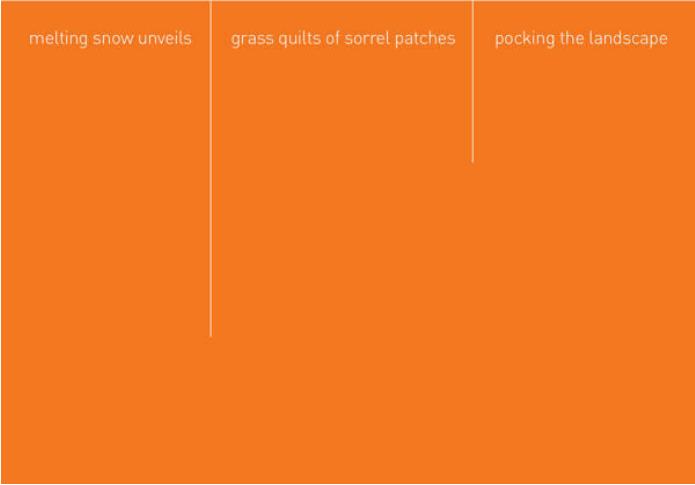 melting snow unveils
grass quilts of sorrel patches
pocking the landscape